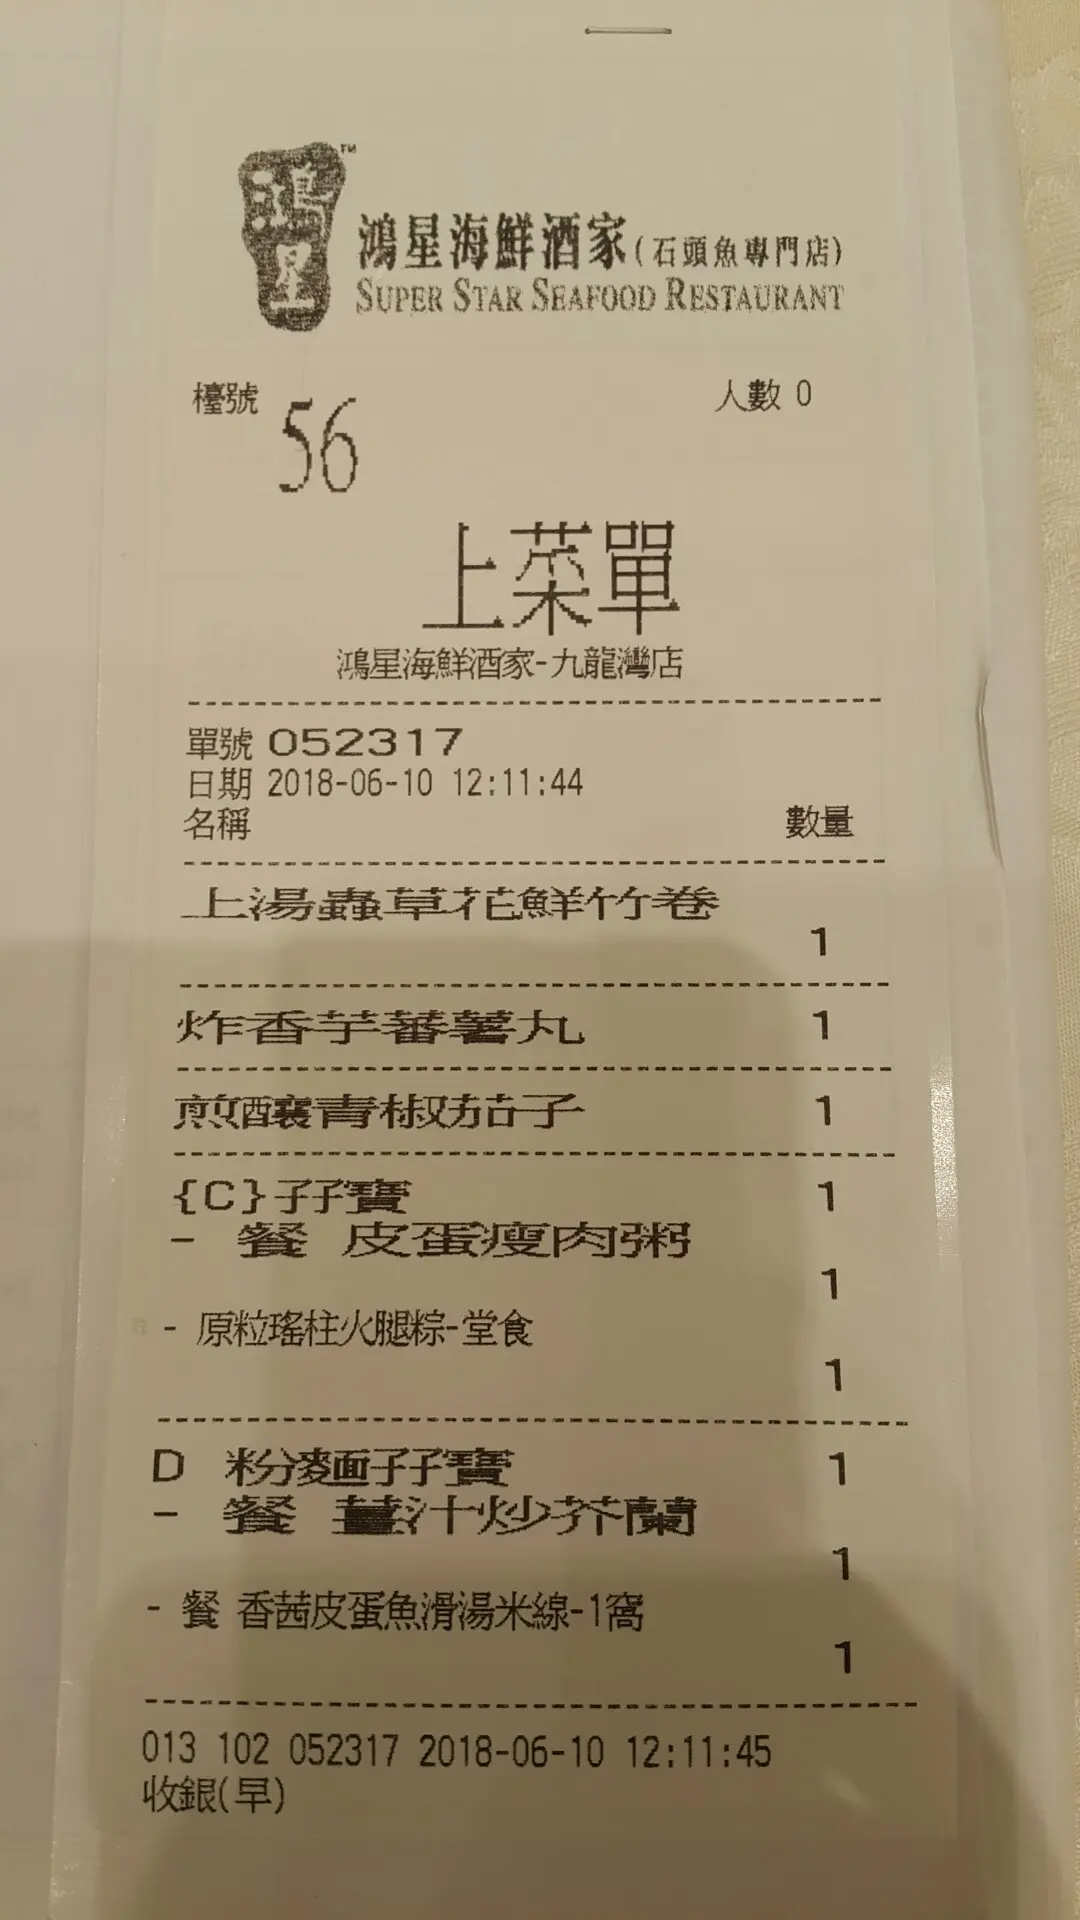 鴻星 TM
鴻星海鮮酒家(石頭魚專門店)
SUPER STAR SEAFOOD RESTAURANT
檯號 56 人數 0
上菜單
鴻星海鮮酒家-九龍灣店
單號 052317
日期 2018-06-10 12:11:44
名稱 數量
上湯蟲草花鮮竹卷
1
炸香芋蕃薯丸 1
煎釀青椒茄子 1
{C}孖寶 1
- 餐 皮蛋瘦肉粥
1
- 原粒瑤柱火腿粽-堂食
1
D 粉麵孖寶 1
- 餐 薑汁炒芥蘭
1
- 餐 香茜皮蛋魚滑湯米線-1窩
1
013 102 052317 2018-06-10 12:11:45
收銀(早)